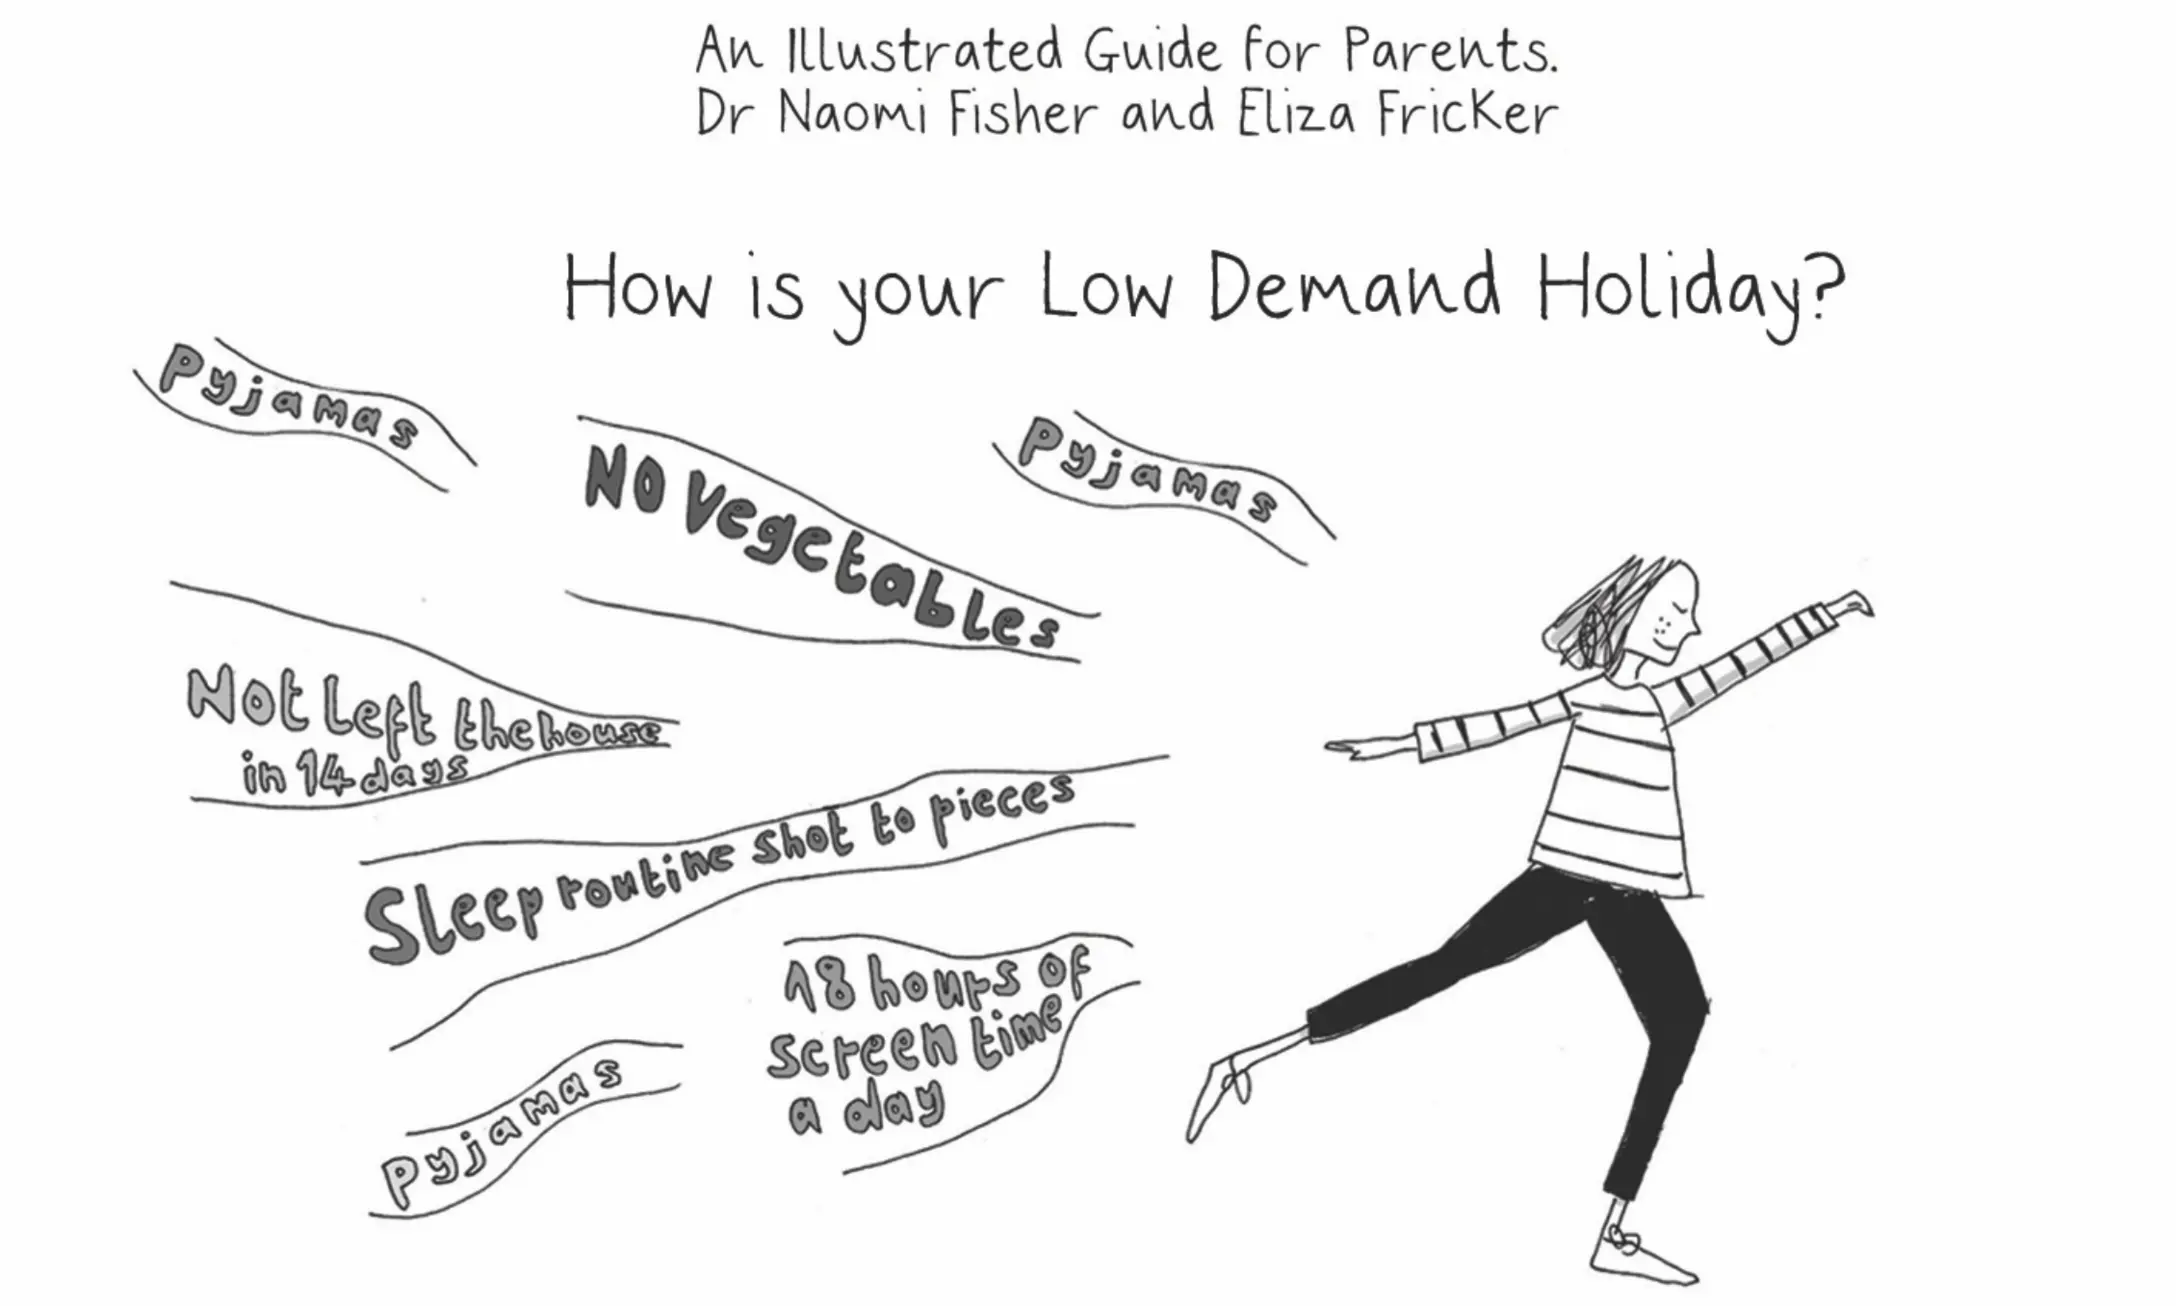 An Illustrated Guide for Parents.
Dr Naomi Fisher and Eliza Fricker
How is your Low Demand Holiday?
Pyjamas
NO Vegetables
Pyjamas
Not Left the house
in 14 days
Sleep routine shot to pieces
18 hours of
screen time
a day
Pyjamas